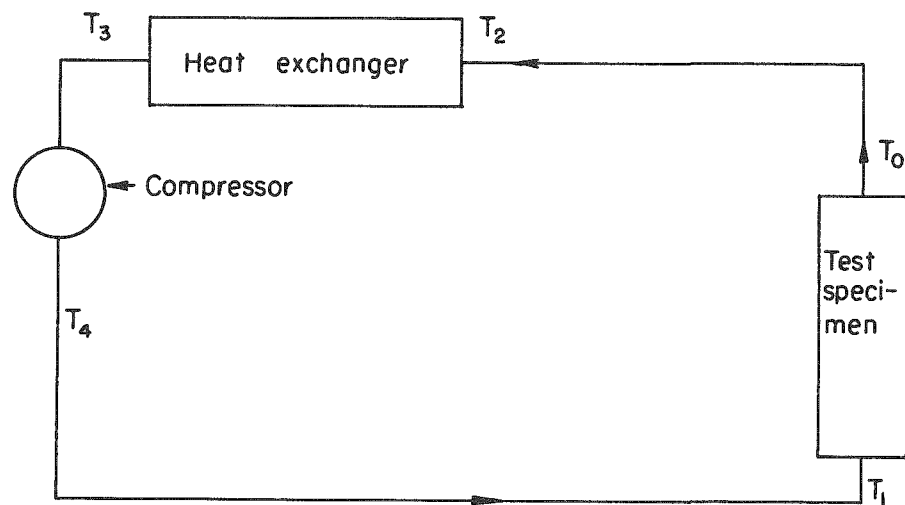 T3
T2
Heat exchanger
T0
Compressor
Test
speci-
men
T4
T1